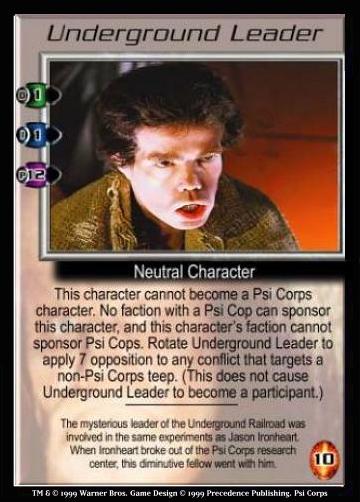 Underground Leader
D 1
I 1
P 12
Neutral Character
This character cannot become a Psi Corps
character. No faction with a Psi Cop can sponsor
this character, and this character's faction cannot
sponsor Psi Cops. Rotate Underground Leader to
apply 7 opposition to any conflict that targets a
non-Psi Corps teep. (This does not cause
Underground Leader to become a participant.)
The mysterious leader of the Underground Railroad was
involved in the same experiments as Jason Ironheart.
When Ironheart broke out of the Psi Corps research
center, this diminutive fellow went with him.
10
TM & © 1999 Warner Bros. Game Design © 1999 Precedence Publishing. Psi Corps